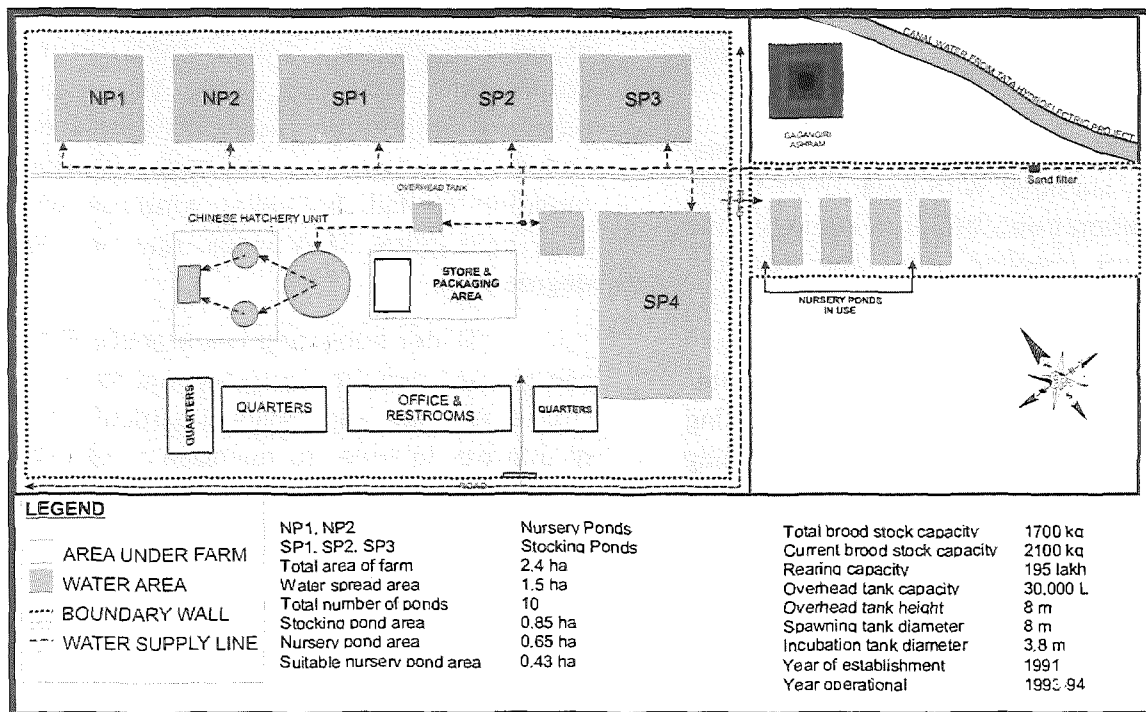 NP1
NP2
SP1
SP2
SP3
GAGANGIRI
ASHRAM
CANAL WATER FROM TATA HYDROELECTRIC PROJECT
Sand filter
OVERHEAD TANK
CHINESE HATCHERY UNIT
STORE &
PACKAGING
AREA
SP4
NURSERY PONDS
IN USE
QUARTERS
QUARTERS
OFFICE &
RESTROOMS
QUARTERS
ROAD
LEGEND
AREA UNDER FARM
WATER AREA
BOUNDARY WALL
WATER SUPPLY LINE
NP1, NP2 Nursery Ponds
SP1, SP2, SP3 Stocking Ponds
Total area of farm 2.4 ha
Water spread area 1.5 ha
Total number of ponds 10
Stocking pond area 0.85 ha
Nursery pond area 0.65 ha
Suitable nursery pond area 0.43 ha
Total brood stock capacity 1700 kg
Current brood stock capacity 2100 kg
Rearing capacity 195 lakh
Overhead tank capacity 30,000 L
Overhead tank height 8 m
Spawning tank diameter 8 m
Incubation tank diameter 3.8 m
Year of establishment 1991
Year operational 1993-94